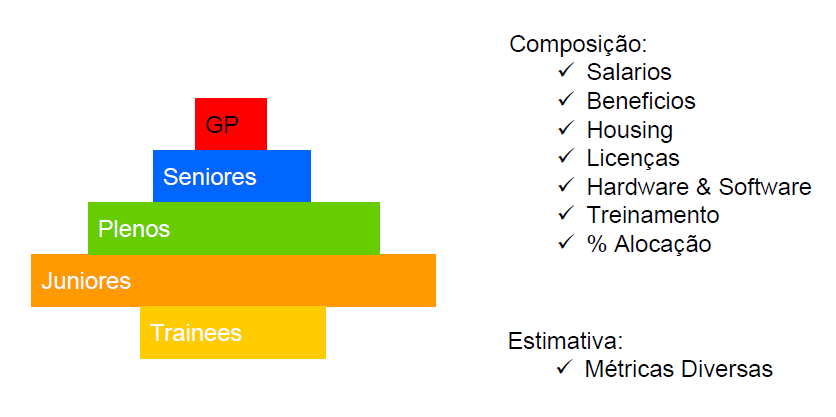 GP
Seniores
Plenos
Juniores
Trainees
Composição:
✓ Salarios
✓ Beneficios
✓ Housing
✓ Licenças
✓ Hardware & Software
✓ Treinamento
✓ % Alocação
Estimativa:
✓ Métricas Diversas